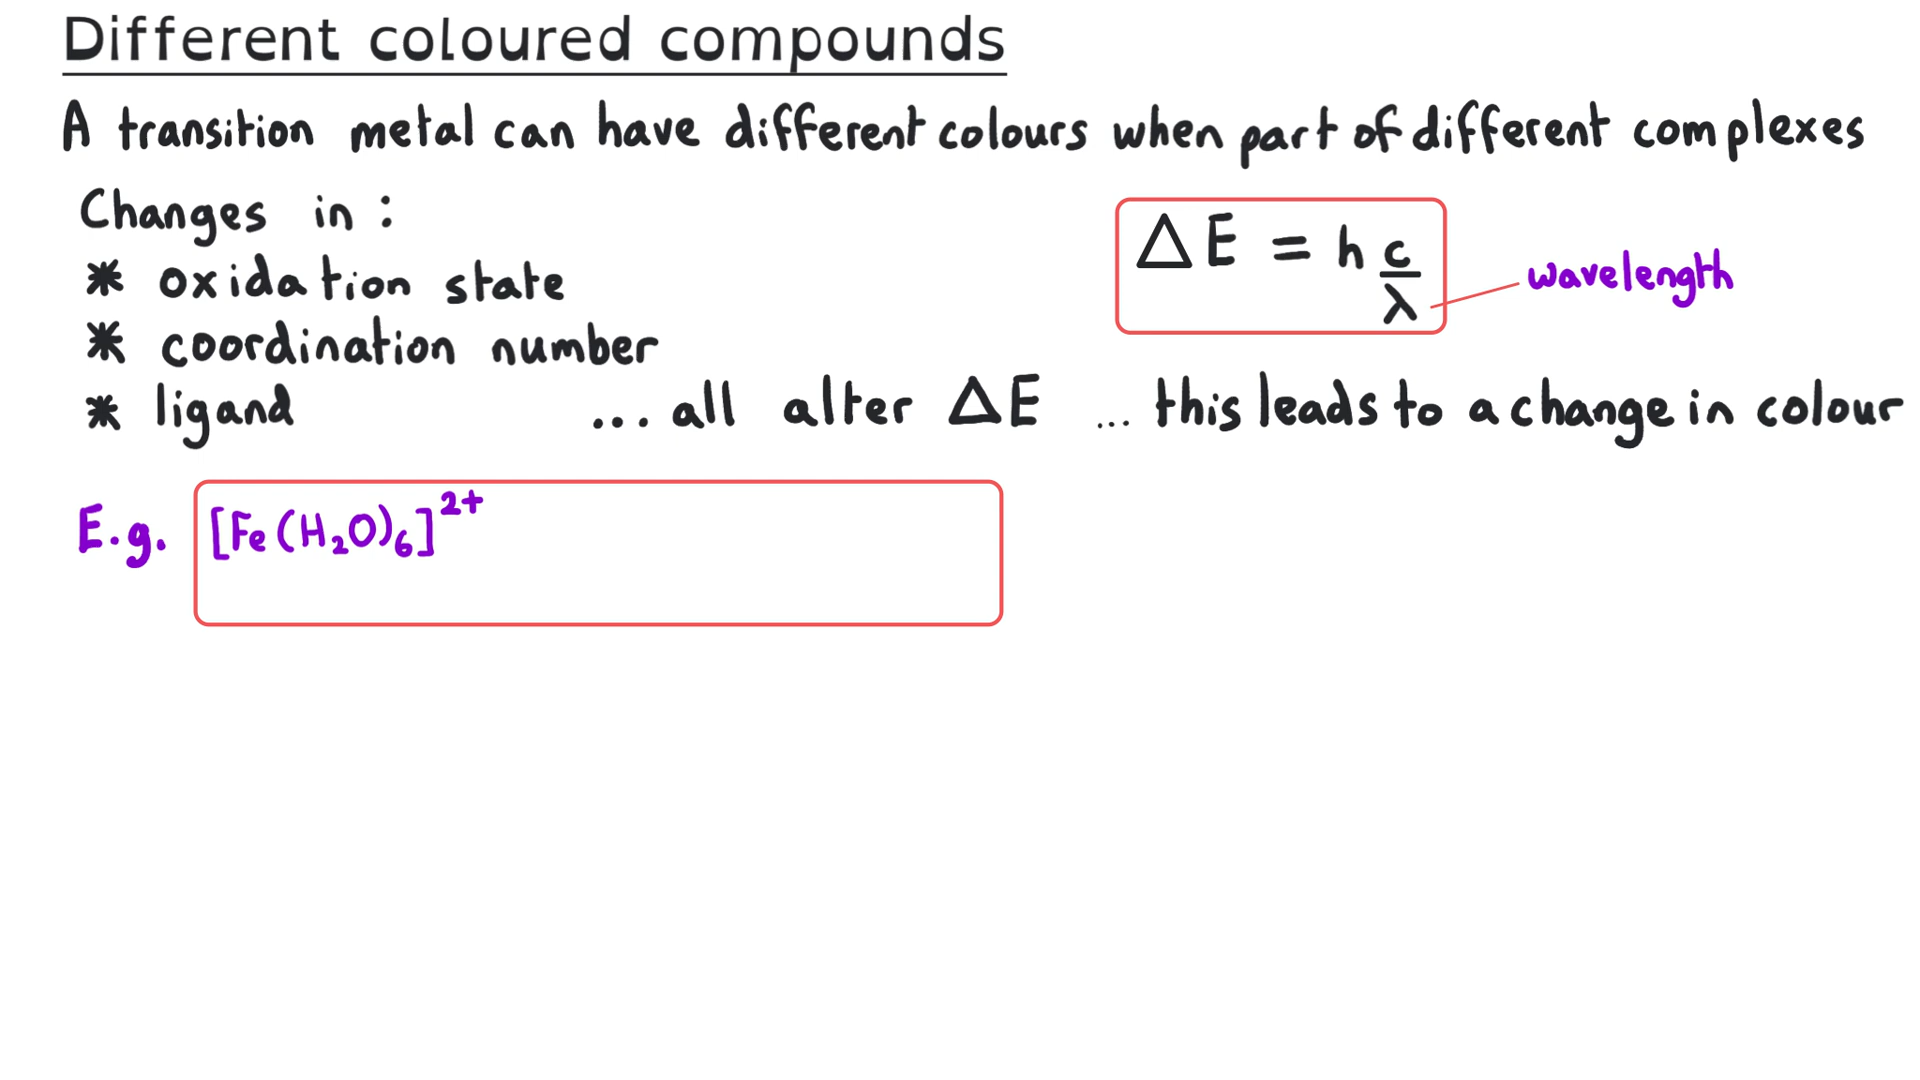 Different coloured compounds
A transition metal can have different colours when part of different complexes
Changes in :
* oxidation state
* coordination number
* ligand ... all alter ΔE ... this leads to a change in colour
ΔE = h c/λ
wavelength
E.g. [Fe(H₂O)₆]²⁺